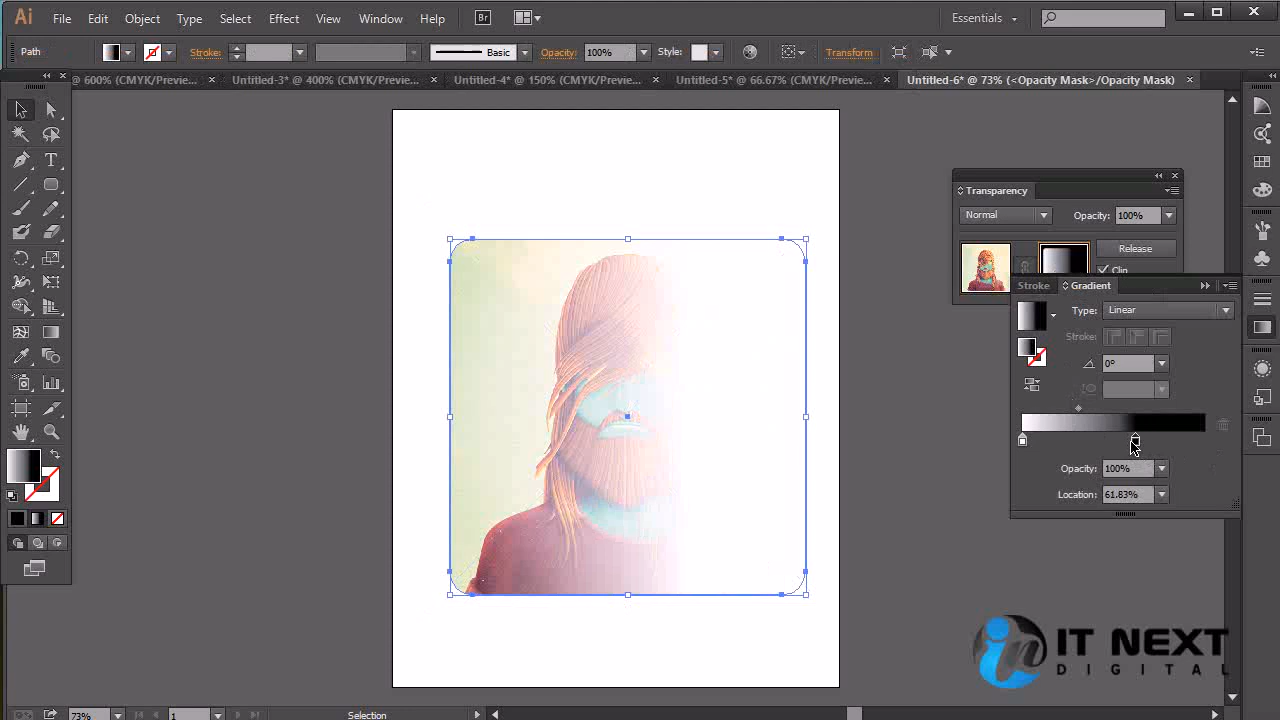 Ai File Edit Object Type Select Effect View Window Help Br Essentials
Path Stroke: Basic Opacity: 100% Style: Transform
@ 600% (CMYK/Previe... × Untitled-3* @ 400% (CMYK/Previe... × Untitled-4* @ 150% (CMYK/Previe... × Untitled-5* @ 66.67% (CMYK/Previe... × Untitled-6* @ 73% (<Opacity Mask>/Opacity Mask) ×
Transparency
Normal Opacity: 100%
Release
Clip
Stroke Gradient
Type: Linear
Stroke:
0°
Opacity: 100%
Location: 61.83%
in IT NEXT
DIGITAL
73% 1 Selection